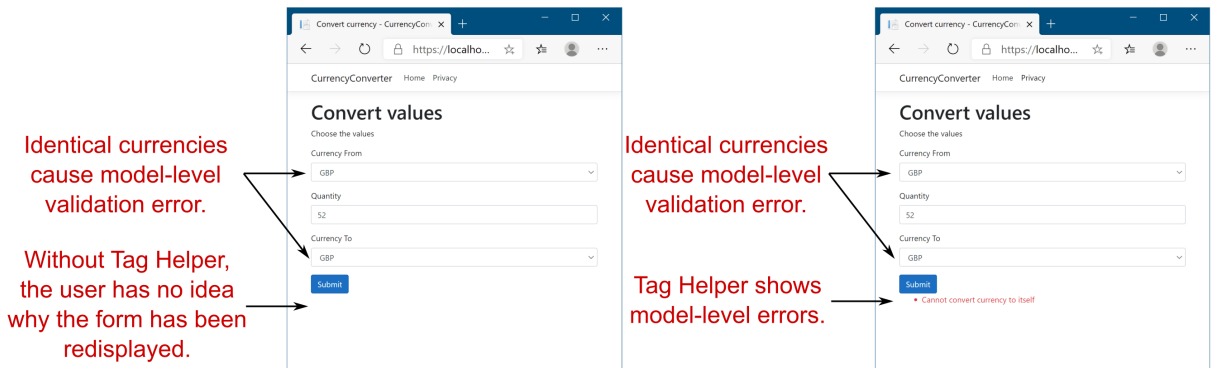 Convert currency - CurrencyCon
https://localho...
CurrencyConverter Home Privacy
Convert values
Choose the values
Currency From
GBP
Quantity
52
Currency To
GBP
Submit
Identical currencies
cause model-level
validation error.
Without Tag Helper,
the user has no idea
why the form has been
redisplayed.
Convert currency - CurrencyCon
https://localho...
CurrencyConverter Home Privacy
Convert values
Choose the values
Currency From
GBP
Quantity
52
Currency To
GBP
Submit
• Cannot convert currency to itself
Identical currencies
cause model-level
validation error.
Tag Helper shows
model-level errors.